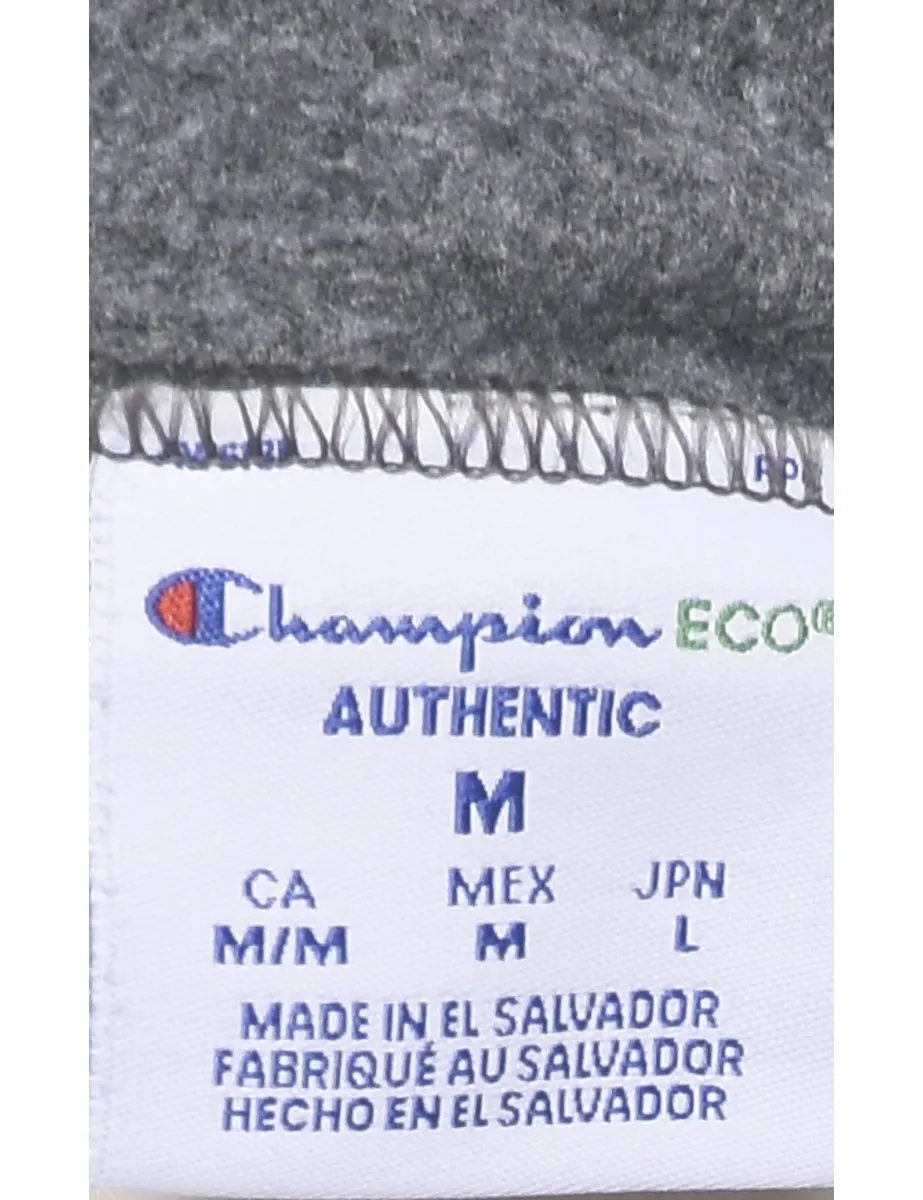 Champion ECO®
AUTHENTIC
M
CA MEX JPN
M/M M L
MADE IN EL SALVADOR
FABRIQUÉ AU SALVADOR
HECHO EN EL SALVADOR